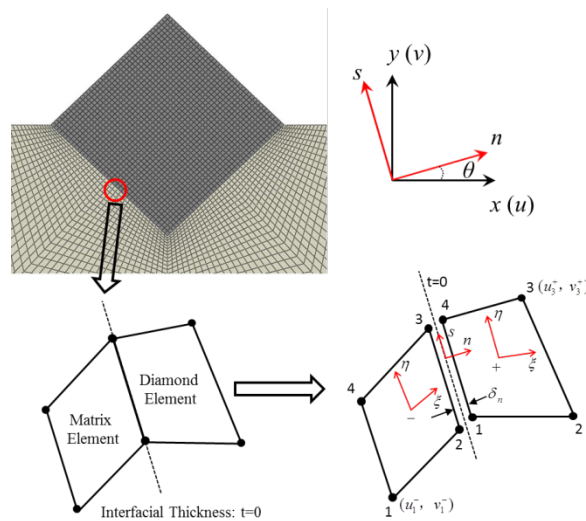 y (v)
s
n
θ
x (u)
t=0
3 (u₃⁺, v₃⁺)
4
3
s
n
η
+
ξ
η
4
−
ξ
δₙ
1
2
2
1 (u₁⁻, v₁⁻)
Diamond
Element
Matrix
Element
Interfacial Thickness: t=0